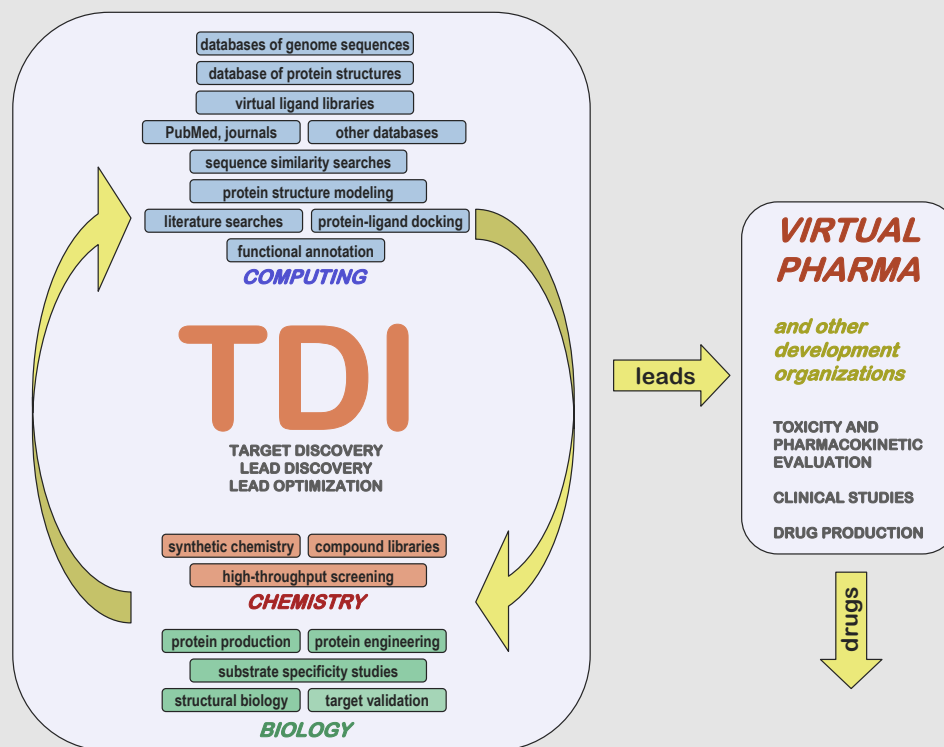 databases of genome sequences
database of protein structures
virtual ligand libraries
PubMed, journals
other databases
sequence similarity searches
protein structure modeling
literature searches
protein-ligand docking
functional annotation
COMPUTING
TDI
TARGET DISCOVERY
LEAD DISCOVERY
LEAD OPTIMIZATION
synthetic chemistry
compound libraries
high-throughput screening
CHEMISTRY
protein production
protein engineering
substrate specificity studies
structural biology
target validation
BIOLOGY
leads
VIRTUAL
PHARMA
and other
development
organizations
TOXICITY AND
PHARMACOKINETIC
EVALUATION
CLINICAL STUDIES
DRUG PRODUCTION
drugs